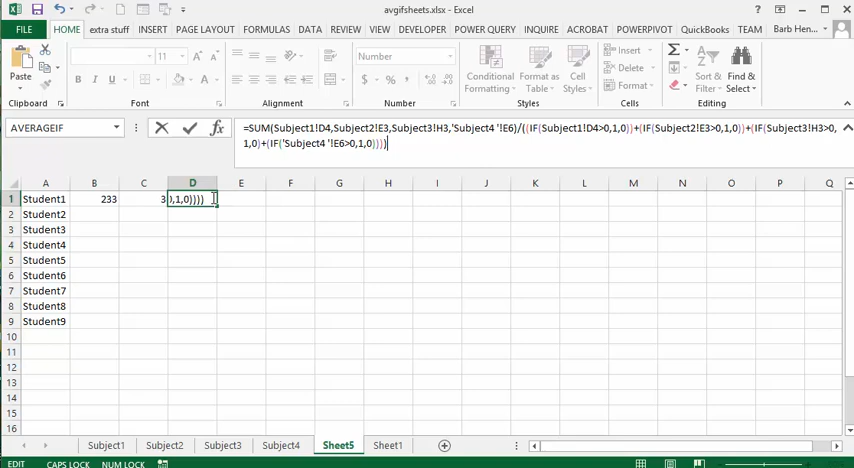 avgifsheets.xlsx - Excel
FILE HOME extra stuff INSERT PAGE LAYOUT FORMULAS DATA REVIEW VIEW DEVELOPER POWER QUERY INQUIRE ACROBAT POWERPIVOT QuickBooks TEAM Barb Hen...
Paste
11
B I U
A A
A
Number
$ % ,
Conditional Formatting
Format as Table
Cell Styles
Insert
Delete
Format
Sort & Filter
Find & Select
Clipboard Font Alignment Number Styles Cells Editing
AVERAGEIF
fx
=SUM(Subject1!D4,Subject2!E3,Subject3!H3,'Subject4 '!E6)/((IF(Subject1!D4>0,1,0))+(IF(Subject2!E3>0,1,0))+(IF(Subject3!H3>0,
1,0)+(IF('Subject4 '!E6>0,1,0))))
A B C D E F G H I J K L M N O P Q
1 Student1 233 3 0,1,0))))
2 Student2
3 Student3
4 Student4
5 Student5
6 Student6
7 Student7
8 Student8
9 Student9
10
11
12
13
14
15
16
Subject1 Subject2 Subject3 Subject4 Sheet5 Sheet1
EDIT CAPS LOCK NUM LOCK